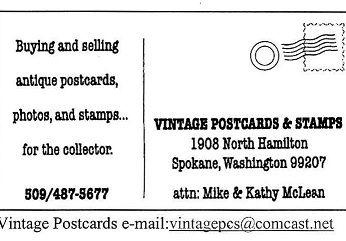 Buying and selling
antique postcards,
photos, and stamps...
for the collector.
509/487-5677
VINTAGE POSTCARDS & STAMPS
1908 North Hamilton
Spokane, Washington 99207
attn: Mike & Kathy McLean
Vintage Postcards e-mail:vintagepcs@comcast.net